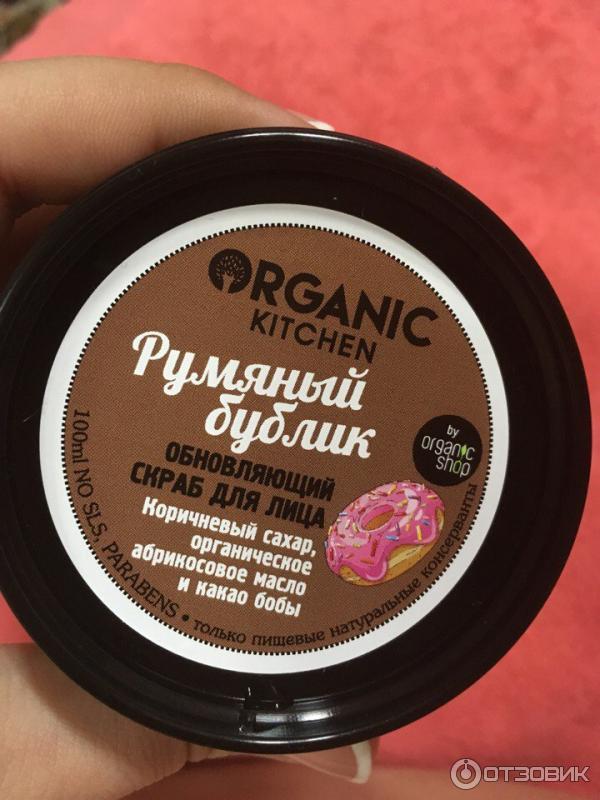 ORGANIC
KITCHEN
Румяный
бублик
ОБНОВЛЯЮЩИЙ
СКРАБ ДЛЯ ЛИЦА
Коричневый сахар,
органическое
абрикосовое масло
и какао бобы
by
organic
shop
100ml NO SLS, PARABENS • только пищевые натуральные консерванты
ОТЗОВИК